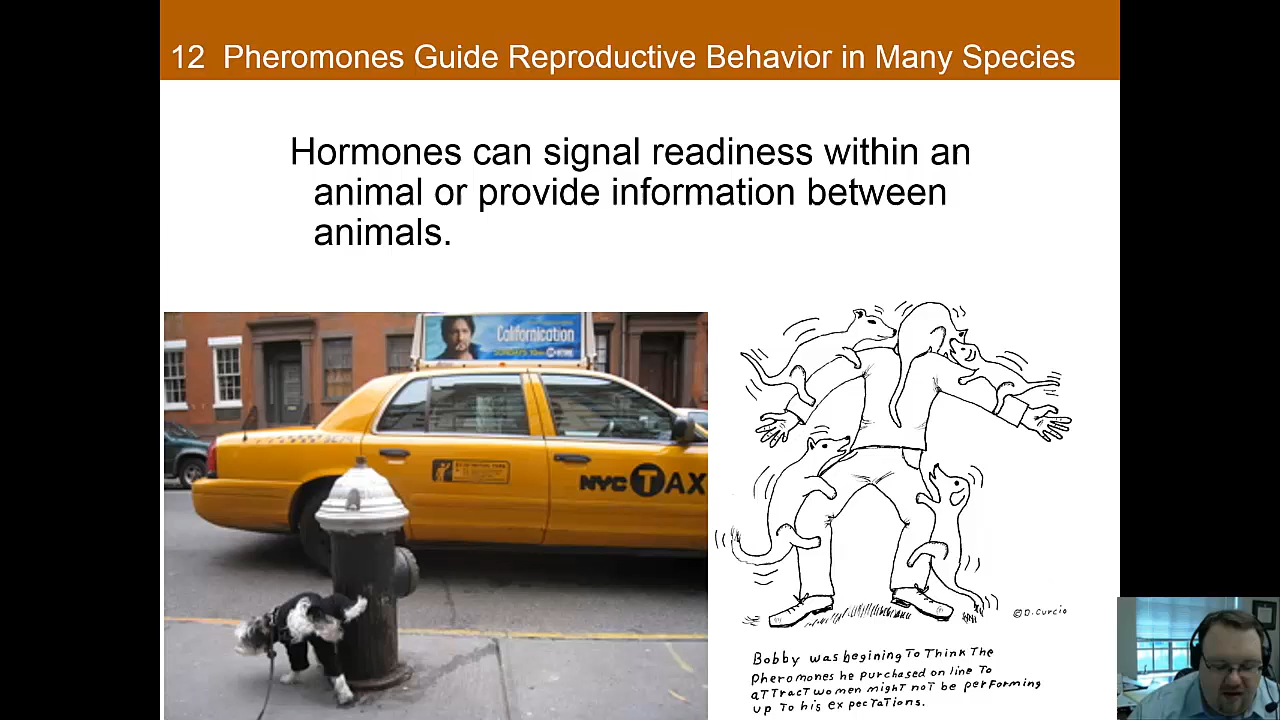 12 Pheromones Guide Reproductive Behavior in Many Species
Hormones can signal readiness within an
animal or provide information between
animals.
Californication
NYC TAX
©D. Curcio
Bobby was begining To Think The
pheromones he purchased on line To
aTTracT women mighT noT be performing
up To his expecTaTions.